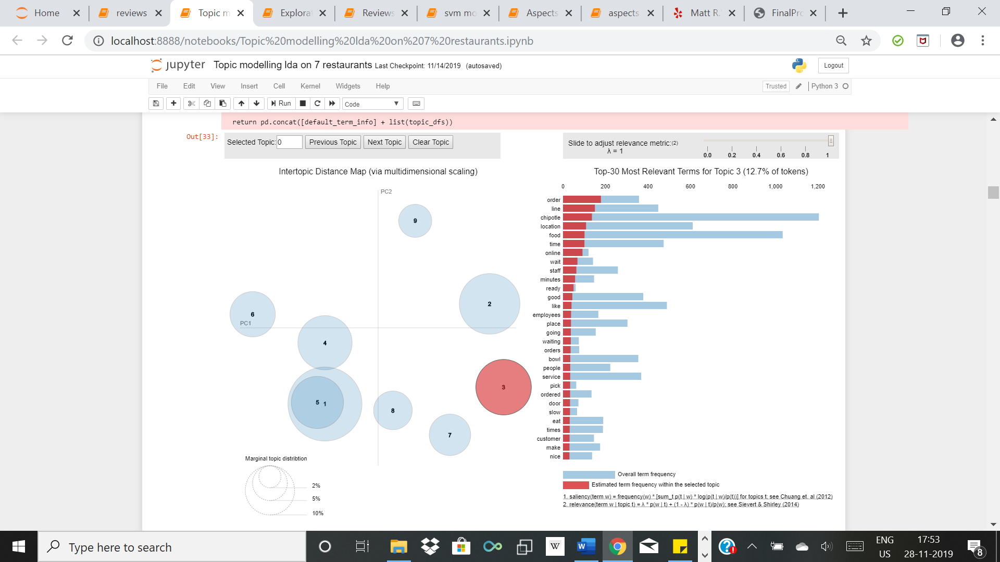 Home
reviews
Topic m
Explora
Reviews
svm mo
Aspects
aspects
Matt R.
FinalPro
localhost:8888/notebooks/Topic%20modelling%20lda%20on%207%20restaurants.ipynb
jupyter Topic modelling lda on 7 restaurants Last Checkpoint: 11/14/2019 (autosaved)
Logout
File Edit View Insert Cell Kernel Widgets Help
Trusted Python 3
Run Code
return pd.concat([default_term_info] + list(topic_dfs))
Out[33]:
Selected Topic: 0 Previous Topic Next Topic Clear Topic
Slide to adjust relevance metric:(2)
λ = 1
0.0 0.2 0.4 0.6 0.8 1
Intertopic Distance Map (via multidimensional scaling)
PC2
9
2
6
PC1
4
3
5 1
8
7
Marginal topic distribtion
2%
5%
10%
Top-30 Most Relevant Terms for Topic 3 (12.7% of tokens)
0 200 400 600 800 1,000 1,200
order
line
chipotle
location
food
time
online
wait
staff
minutes
ready
good
like
employees
place
going
waiting
orders
bowl
people
service
pick
ordered
door
slow
eat
times
customer
make
nice
Overall term frequency
Estimated term frequency within the selected topic
1. saliency(term w) = frequency(w) * [sum_t p(t | w) * log(p(t | w)/p(t))] for topics t; see Chuang et. al (2012)
2. relevance(term w | topic t) = λ * p(w | t) + (1 - λ) * p(w | t)/p(w); see Sievert & Shirley (2014)
Type here to search
W
W
ENG
US
17:53
28-11-2019
8